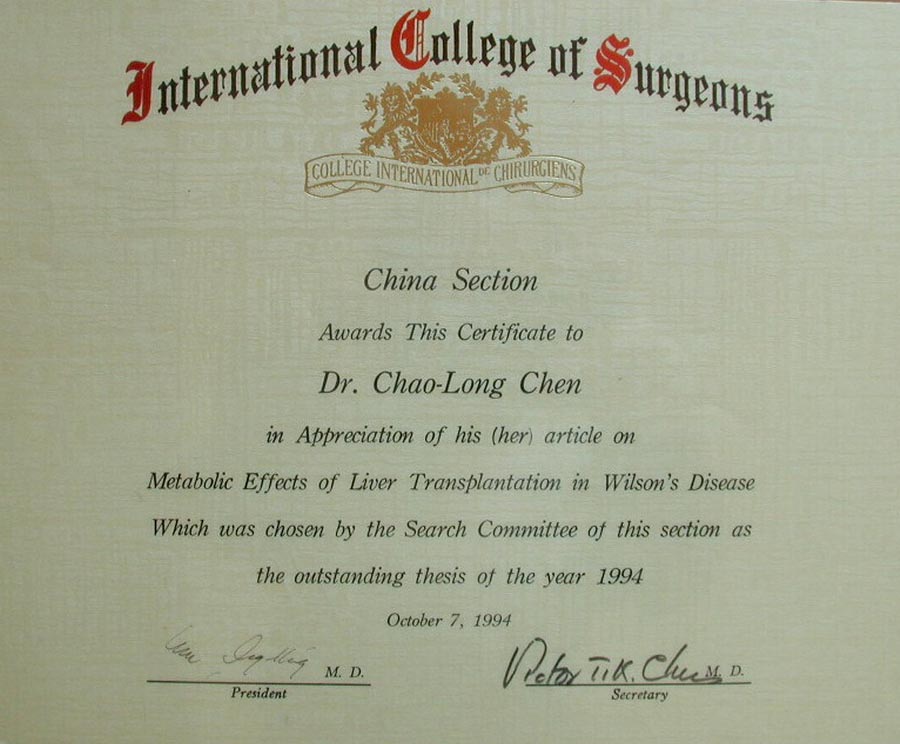 International College of Surgeons
COLLÈGE INTERNATIONAL DE CHIRURGIENS
China Section
Awards This Certificate to
Dr. Chao-Long Chen
in Appreciation of his (her) article on
Metabolic Effects of Liver Transplantation in Wilson's Disease
Which was chosen by the Search Committee of this section as
the outstanding thesis of the year 1994
October 7, 1994
M. D.
President
Victor T.K. M. D.
Secretary